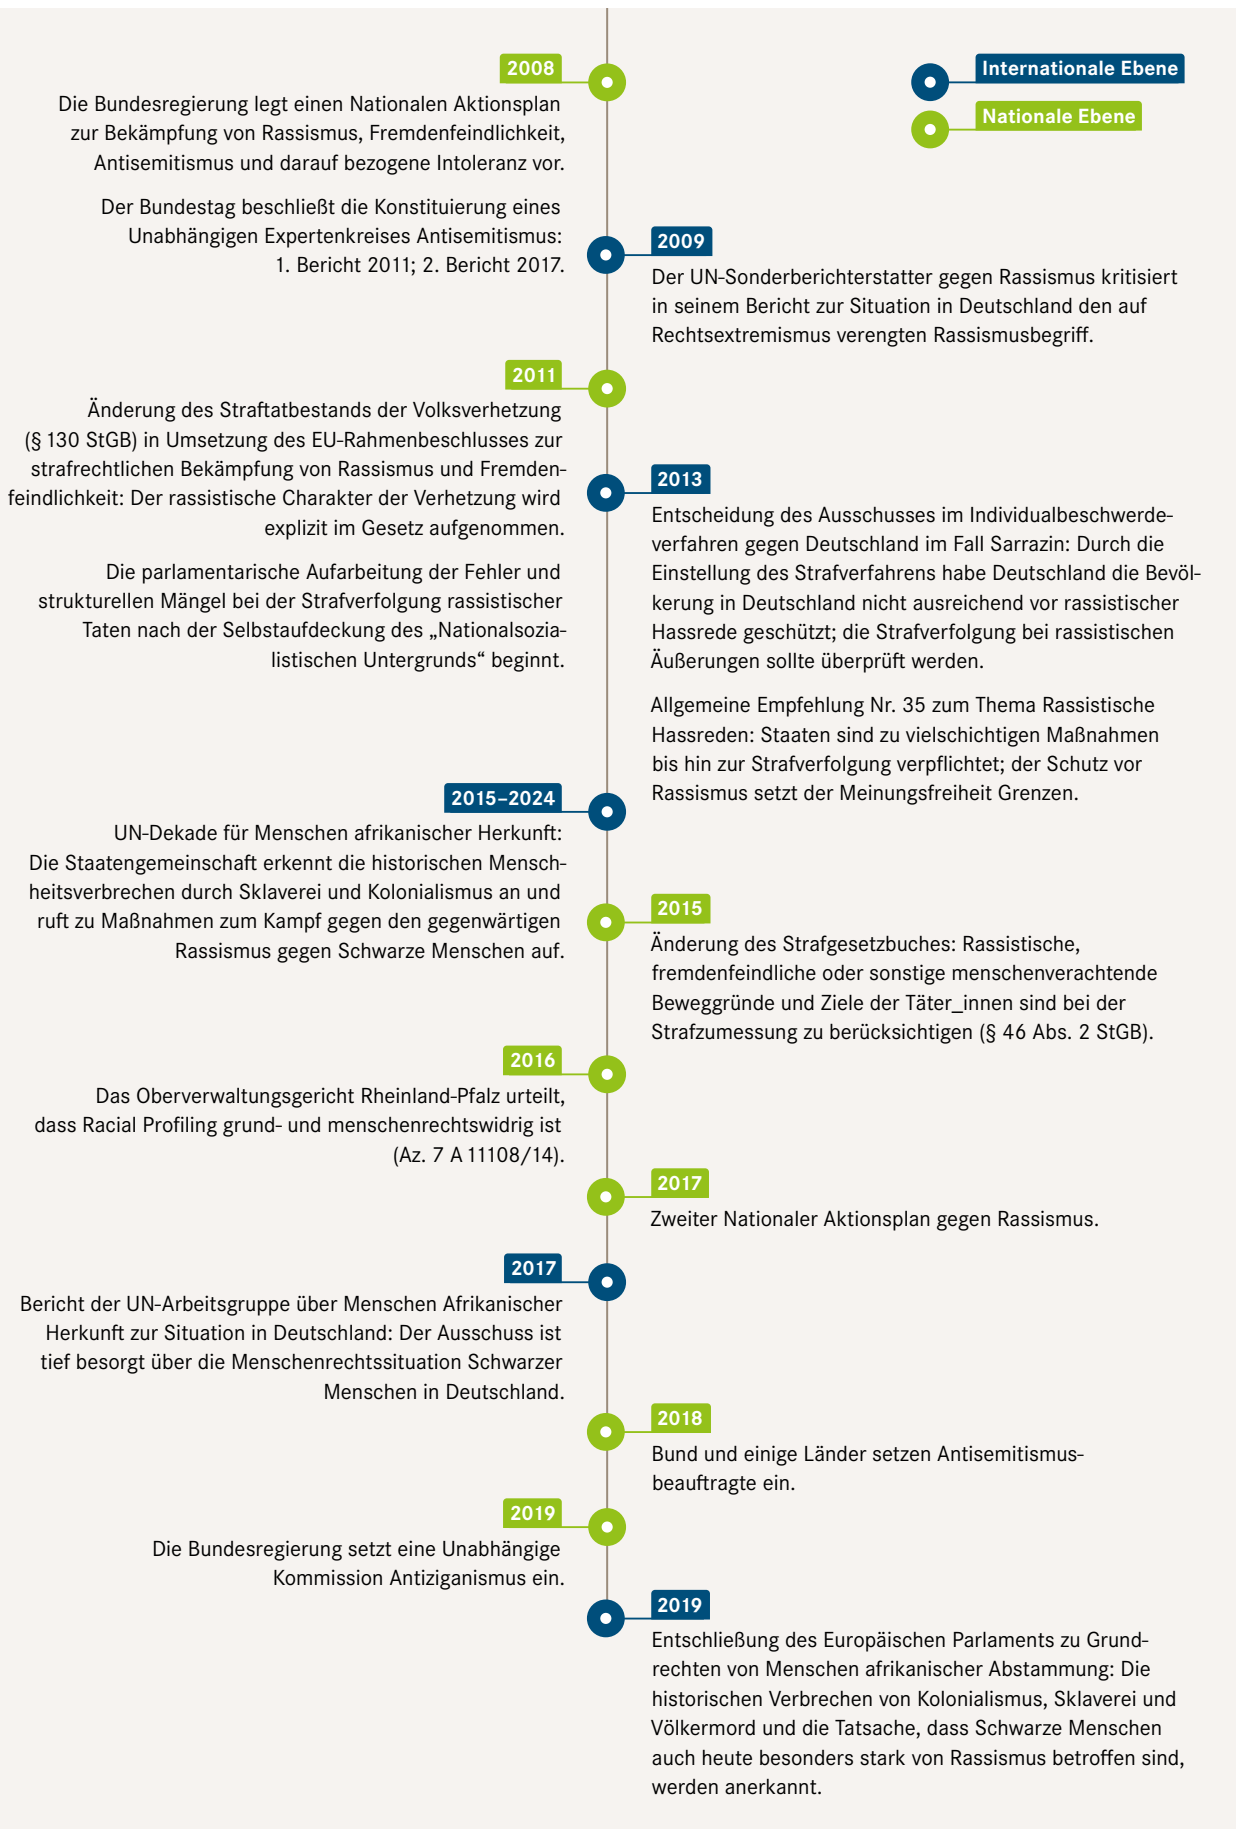 2008
Die Bundesregierung legt einen Nationalen Aktionsplan
zur Bekämpfung von Rassismus, Fremdenfeindlichkeit,
Antisemitismus und darauf bezogene Intoleranz vor.
Der Bundestag beschließt die Konstituierung eines
Unabhängigen Expertenkreises Antisemitismus:
1. Bericht 2011; 2. Bericht 2017.
Internationale Ebene
Nationale Ebene
2009
Der UN-Sonderberichterstatter gegen Rassismus kritisiert
in seinem Bericht zur Situation in Deutschland den auf
Rechtsextremismus verengten Rassismusbegriff.
2011
Änderung des Straftatbestands der Volksverhetzung
(§ 130 StGB) in Umsetzung des EU-Rahmenbeschlusses zur
strafrechtlichen Bekämpfung von Rassismus und Fremden-
feindlichkeit: Der rassistische Charakter der Verhetzung wird
explizit im Gesetz aufgenommen.
Die parlamentarische Aufarbeitung der Fehler und
strukturellen Mängel bei der Strafverfolgung rassistischer
Taten nach der Selbstaufdeckung des „Nationalsozia-
listischen Untergrunds“ beginnt.
2013
Entscheidung des Ausschusses im Individualbeschwerde-
verfahren gegen Deutschland im Fall Sarrazin: Durch die
Einstellung des Strafverfahrens habe Deutschland die Bevöl-
kerung in Deutschland nicht ausreichend vor rassistischer
Hassrede geschützt; die Strafverfolgung bei rassistischen
Äußerungen sollte überprüft werden.
Allgemeine Empfehlung Nr. 35 zum Thema Rassistische
Hassreden: Staaten sind zu vielschichtigen Maßnahmen
bis hin zur Strafverfolgung verpflichtet; der Schutz vor
Rassismus setzt der Meinungsfreiheit Grenzen.
2015–2024
UN-Dekade für Menschen afrikanischer Herkunft:
Die Staatengemeinschaft erkennt die historischen Mensch-
heitsverbrechen durch Sklaverei und Kolonialismus an und
ruft zu Maßnahmen zum Kampf gegen den gegenwärtigen
Rassismus gegen Schwarze Menschen auf.
2015
Änderung des Strafgesetzbuches: Rassistische,
fremdenfeindliche oder sonstige menschenverachtende
Beweggründe und Ziele der Täter_innen sind bei der
Strafzumessung zu berücksichtigen (§ 46 Abs. 2 StGB).
2016
Das Oberverwaltungsgericht Rheinland-Pfalz urteilt,
dass Racial Profiling grund- und menschenrechtswidrig ist
(Az. 7 A 11108/14).
2017
Zweiter Nationaler Aktionsplan gegen Rassismus.
2017
Bericht der UN-Arbeitsgruppe über Menschen Afrikanischer
Herkunft zur Situation in Deutschland: Der Ausschuss ist
tief besorgt über die Menschenrechtssituation Schwarzer
Menschen in Deutschland.
2018
Bund und einige Länder setzen Antisemitismus-
beauftragte ein.
2019
Die Bundesregierung setzt eine Unabhängige
Kommission Antiziganismus ein.
2019
Entschließung des Europäischen Parlaments zu Grund-
rechten von Menschen afrikanischer Abstammung: Die
historischen Verbrechen von Kolonialismus, Sklaverei und
Völkermord und die Tatsache, dass Schwarze Menschen
auch heute besonders stark von Rassismus betroffen sind,
werden anerkannt.